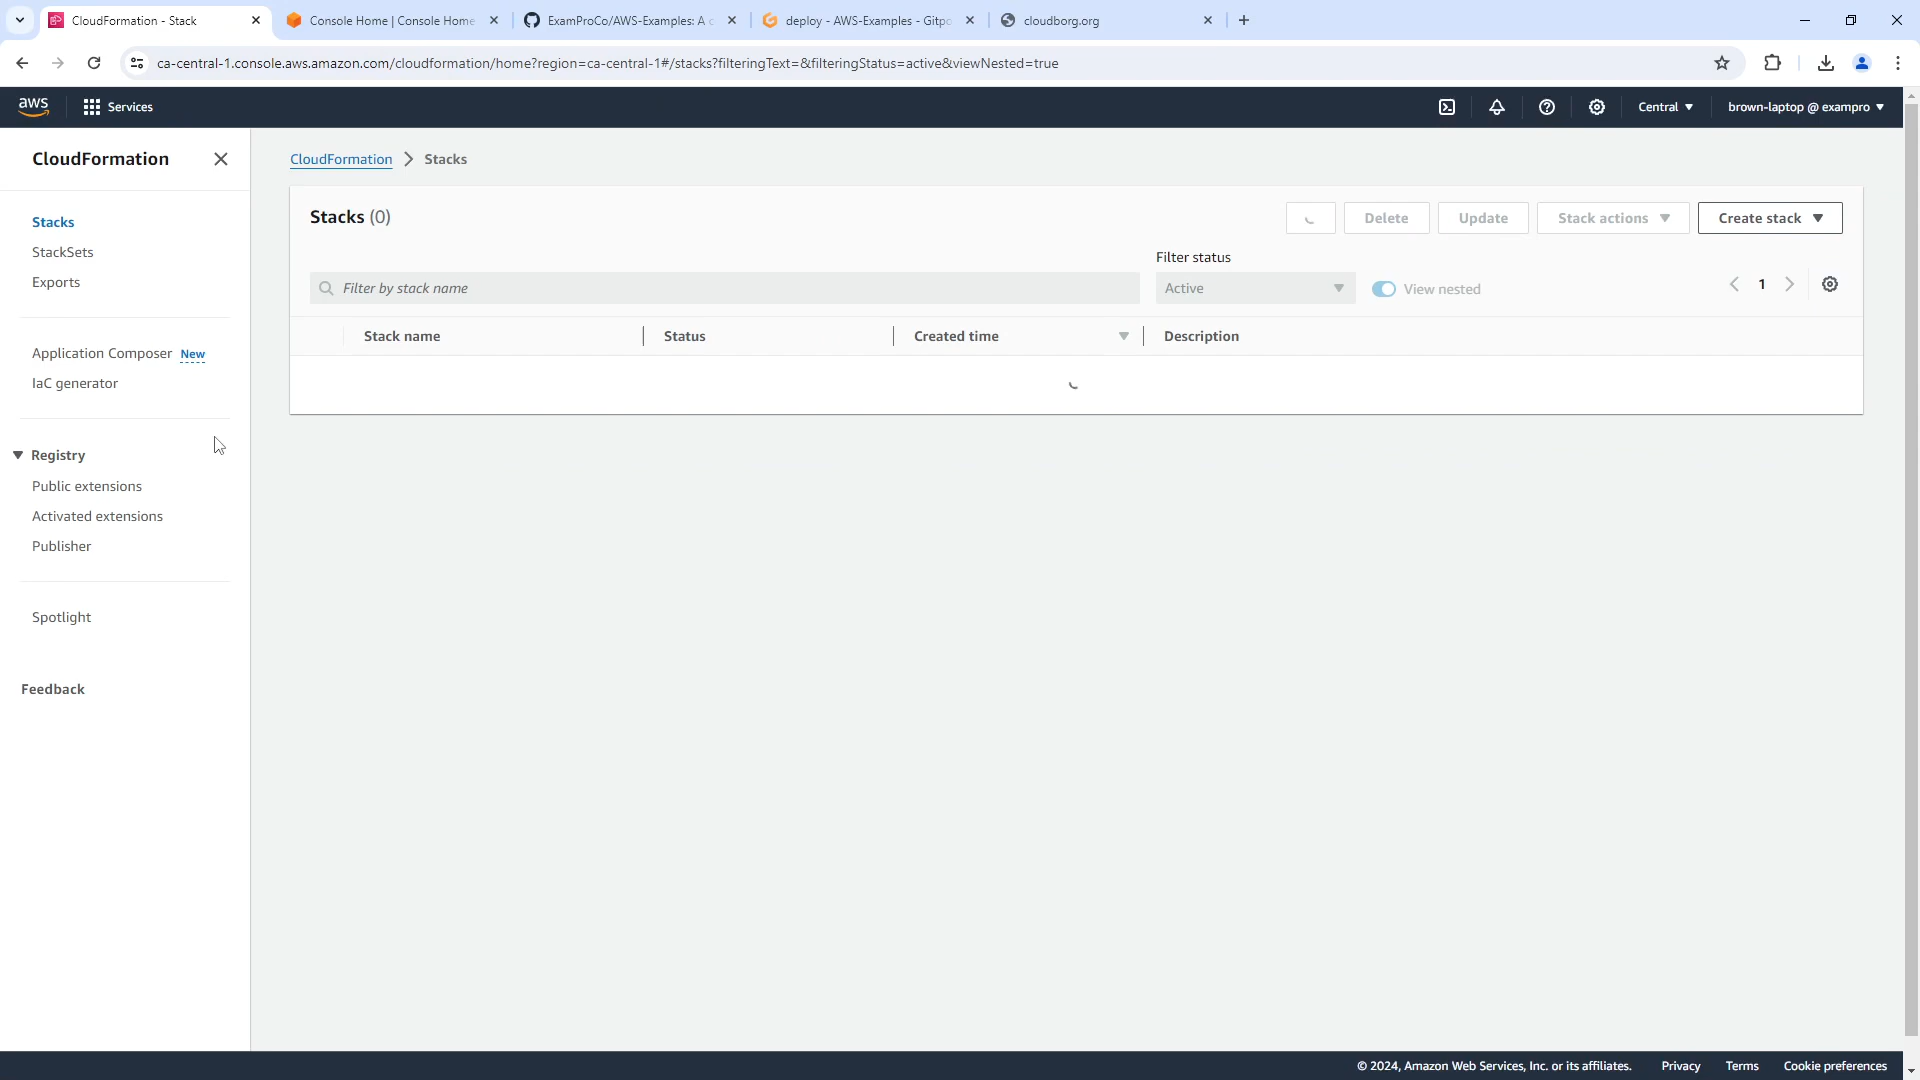 CloudFormation - Stack
Console Home | Console Home
ExamProCo/AWS-Examples: A c
deploy - AWS-Examples - Gitpo
cloudborg.org
ca-central-1.console.aws.amazon.com/cloudformation/home?region=ca-central-1#/stacks?filteringText=&filteringStatus=active&viewNested=true
aws
Services
Central
brown-laptop @ exampro
CloudFormation
Stacks
StackSets
Exports
Application Composer New
IaC generator
Registry
Public extensions
Activated extensions
Publisher
Spotlight
Feedback
CloudFormation > Stacks
Stacks (0)
Delete
Update
Stack actions
Create stack
Filter status
Filter by stack name
Active
View nested
1
Stack name
Status
Created time
Description
© 2024, Amazon Web Services, Inc. or its affiliates.
Privacy
Terms
Cookie preferences